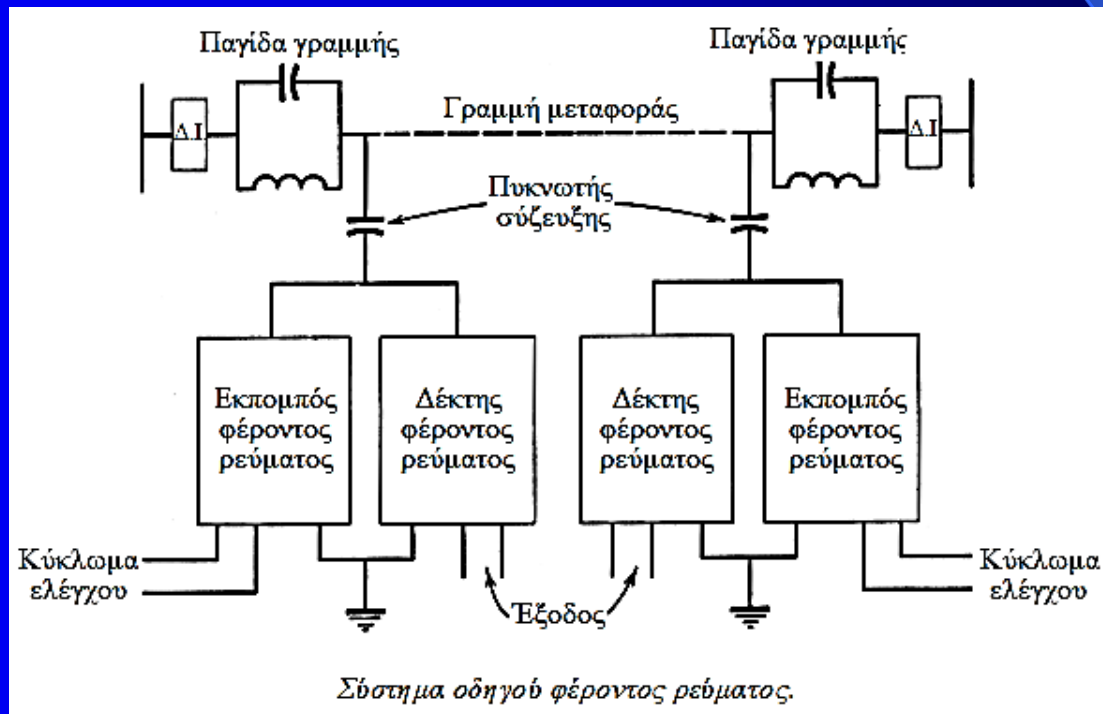 Παγίδα γραμμής
Παγίδα γραμμής
Γραμμή μεταφοράς
Δ.Ι
Δ.Ι
Πυκνωτής
σύζευξης
Εκπομπός
φέροντος
ρεύματος
Δέκτης
φέροντος
ρεύματος
Δέκτης
φέροντος
ρεύματος
Εκπομπός
φέροντος
ρεύματος
Κύκλωμα
ελέγχου
Έξοδος
Κύκλωμα
ελέγχου
Σύστημα οδηγού φέροντος ρεύματος.